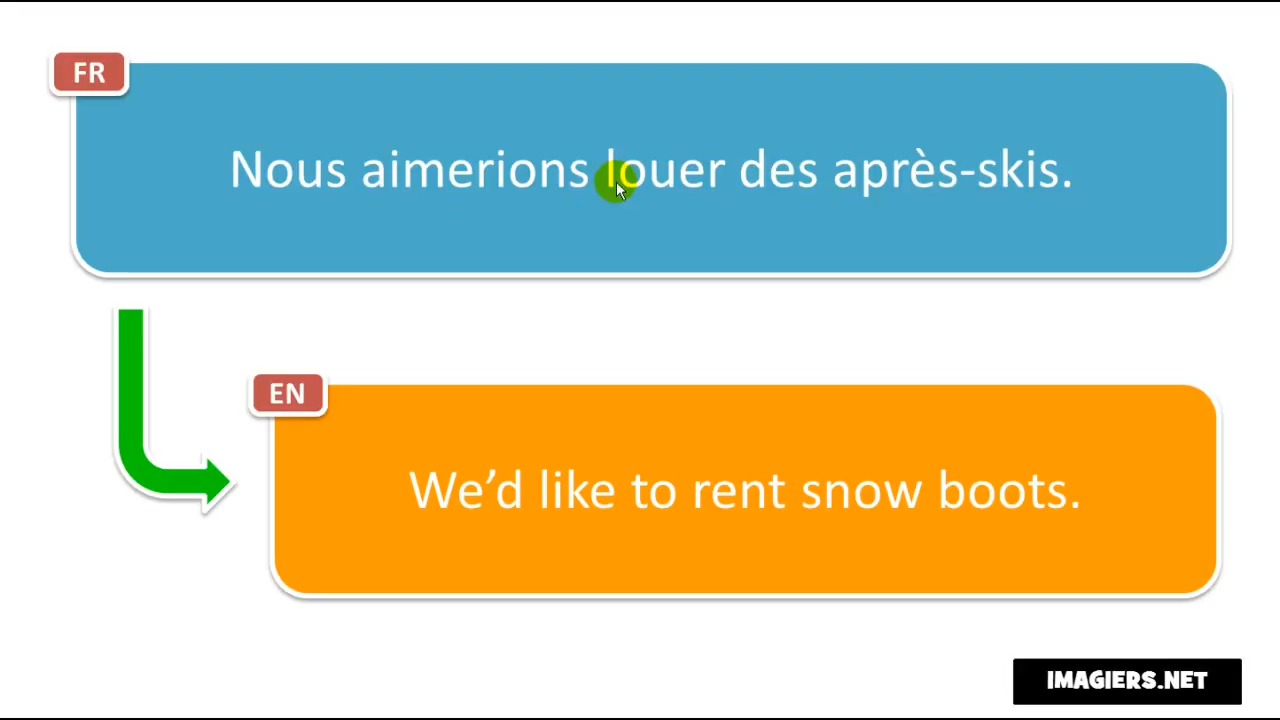 FR
Nous aimerions louer des après-skis.
EN
We’d like to rent snow boots.
IMAGIERS.NET